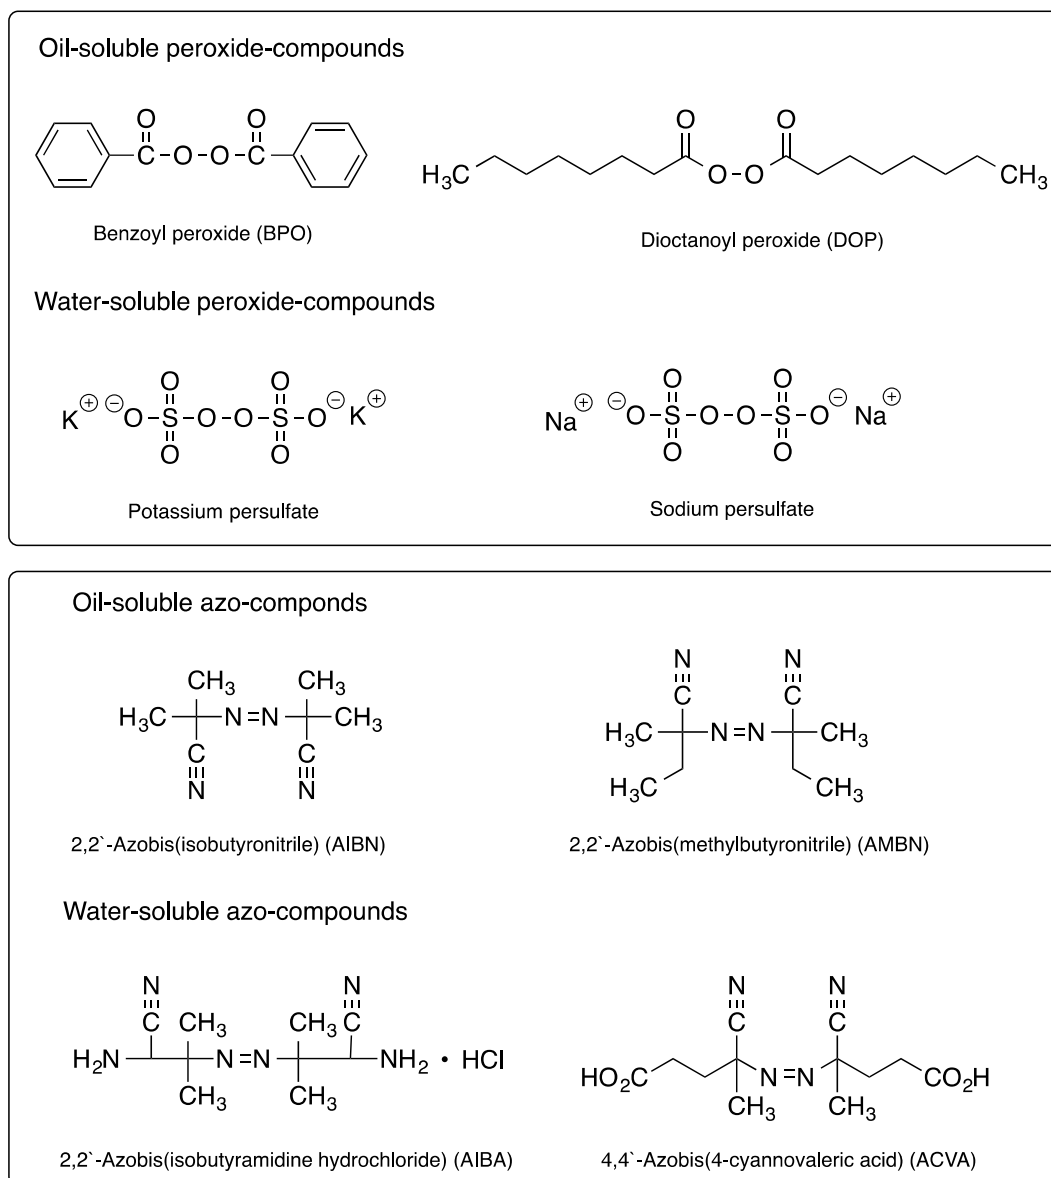 Oil-soluble peroxide-compounds
O O O O
C O O C
H₃C O O CH₃
Benzoyl peroxide (BPO)
Dioctanoyl peroxide (DOP)
Water-soluble peroxide-compounds
O O O O
K⊕ ⊖O S O O S O⊖ K⊕ Na⊕ ⊖O S O O S O⊖ Na⊕
O O O O
Potassium persulfate
Sodium persulfate
Oil-soluble azo-componds
CH₃ CH₃
H₃C N=N CH₃
C C
N N
N N
C C
H₃C N=N CH₃
H₃C CH₃
2,2`-Azobis(isobutyronitrile) (AIBN)
2,2`-Azobis(methylbutyronitrile) (AMBN)
Water-soluble azo-compounds
N N
C CH₃ CH₃ C
H₂N N=N NH₂ • HCl
CH₃ CH₃
N N
C C
HO₂C N=N CO₂H
CH₃ CH₃
2,2`-Azobis(isobutyramidine hydrochloride) (AIBA)
4,4`-Azobis(4-cyannovaleric acid) (ACVA)